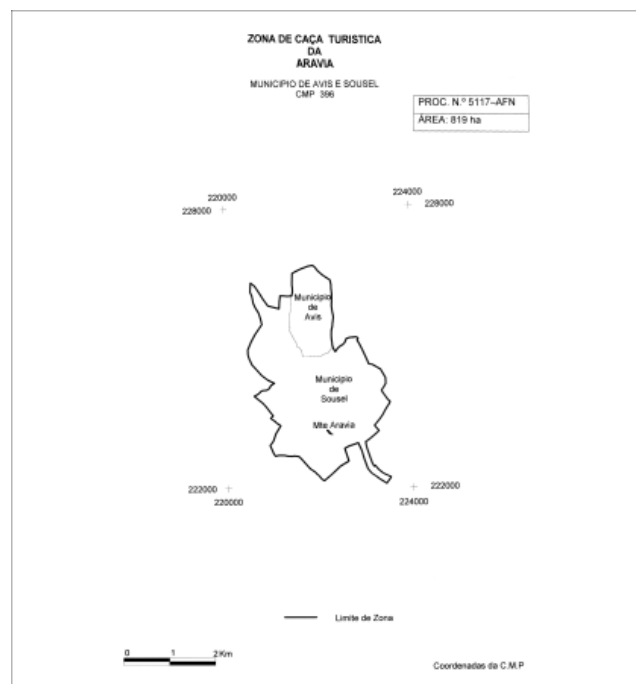 ZONA DE CAÇA TURISTICA
DA
ARAVIA
MUNICIPIO DE AVIS E SOUSEL
CMP 396
PROC. N.º 5117–AFN
ÁREA: 819 ha
220000
228000
224000
228000
Municipio
de
Avis
Municipio
de
Sousel
Mte Aravia
222000
220000
222000
224000
Limite de Zona
0 1 2 Km
Coordenadas da C.M.P